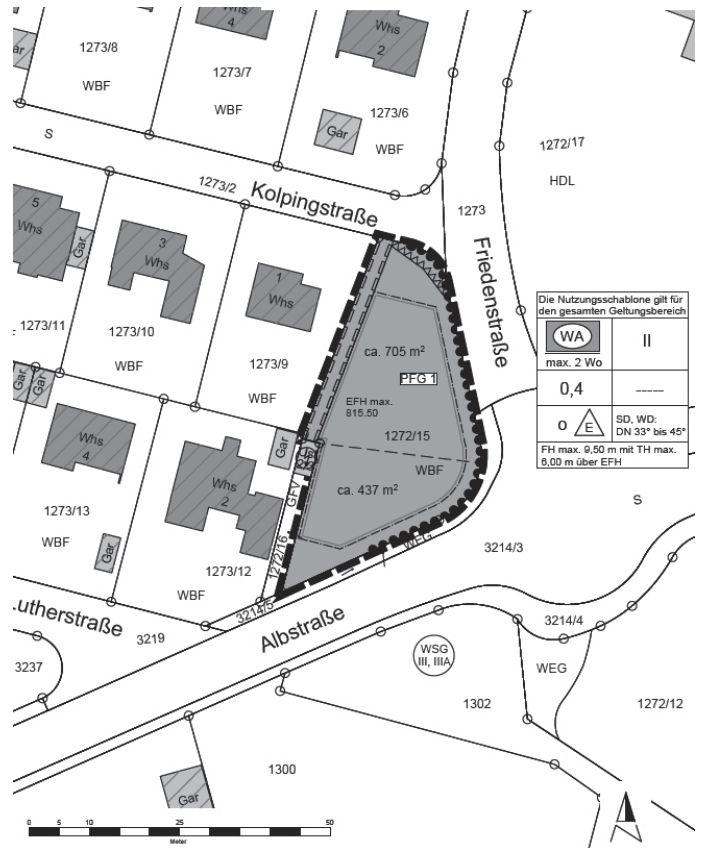 1273/8
WBF
Whs
4
1273/7
WBF
Whs
2
1273/6
WBF
Gar
ar
S
1273/2
Kolpingstraße
1273
Friedenstraße
1272/17
HDL
5
Whs
Gar
1273/11
3
Whs
1273/10
WBF
1
Whs
1273/9
WBF
ca. 705 m²
PFG 1
EFH max.
815.50
1272/15
WBF
ca. 437 m²
Die Nutzungsschablone gilt für
den gesamten Geltungsbereich
WA
max. 2 Wo
II
0,4
-----
o
E
SD, WD:
DN 33° bis 45°
FH max. 9,50 m mit TH max.
6,00 m über EFH
Gar
Gar
Whs
4
1273/13
WBF
Gar
Gar
Whs
2
1273/12
WBF
GFV
1272/16
WEG
3214/5
3214/3
S
Lutherstraße
3219
3237
Albstraße
WSG
III, IIIA
3214/4
WEG
1302
1272/12
1300
Gar
0 5 10 25 50
Meter